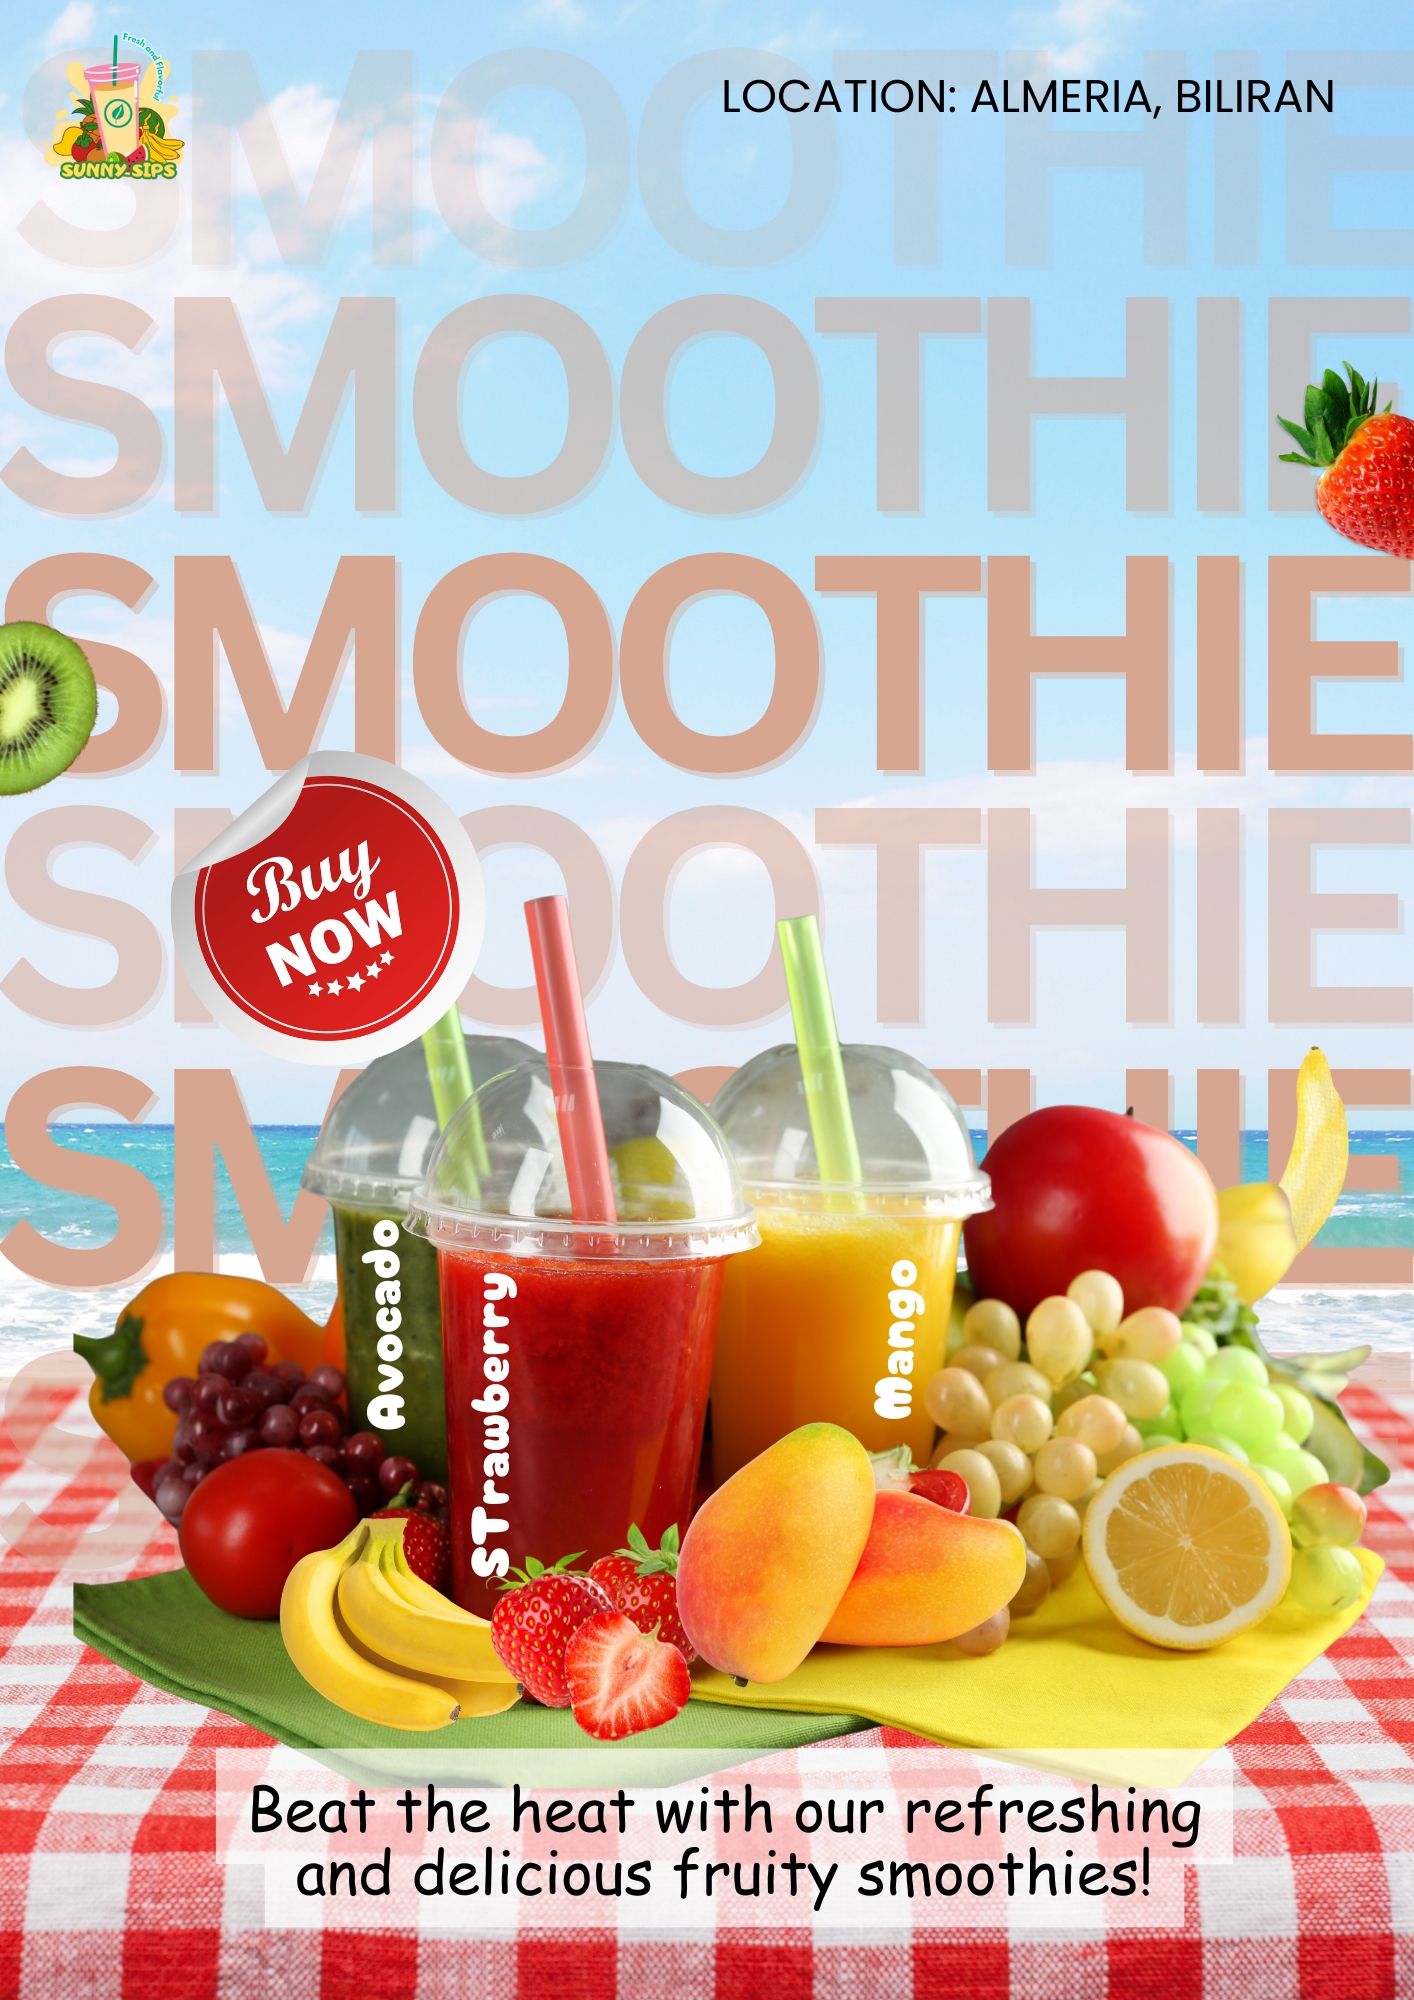 Fresh and Flavorful
SUNNY SIPS
LOCATION: ALMERIA, BILIRAN
SMOOTHIE
SMOOTHIE
SMOOTHIE
SMOOTHIE
Buy
NOW
SMOOTHIE
Avocado
STrawberry
Mango
Beat the heat with our refreshing
and delicious fruity smoothies!